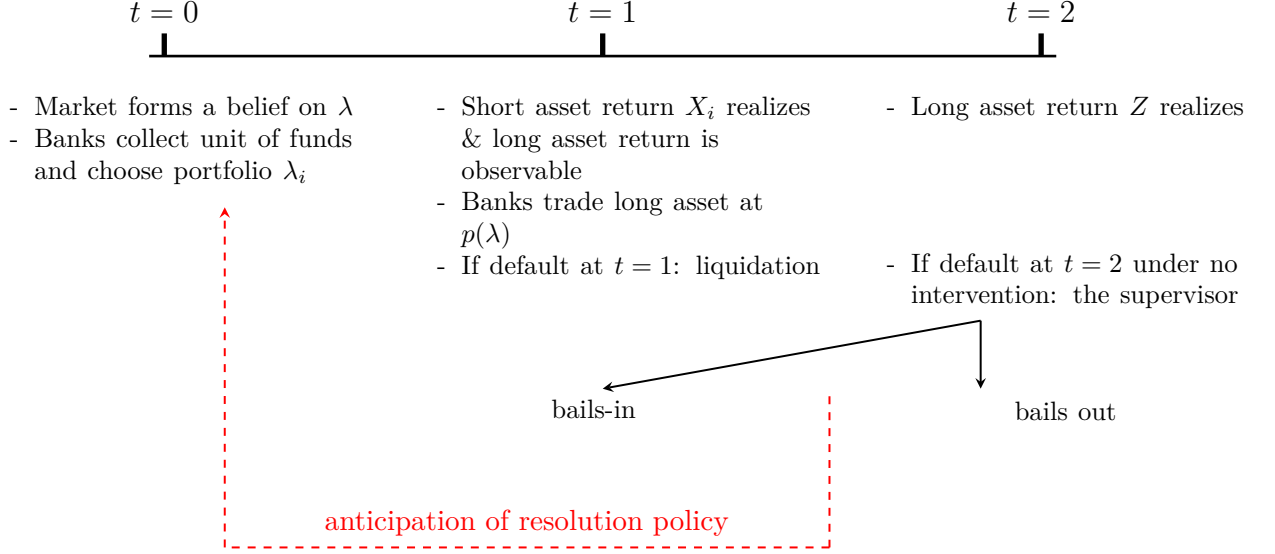 t = 0
t = 1
t = 2
- Market forms a belief on λ
- Banks collect unit of funds
and choose portfolio λ_i
- Short asset return X_i realizes
& long asset return is
observable
- Banks trade long asset at
p(λ)
- If default at t = 1: liquidation
- Long asset return Z realizes
- If default at t = 2 under no
intervention: the supervisor
bails-in
bails out
anticipation of resolution policy